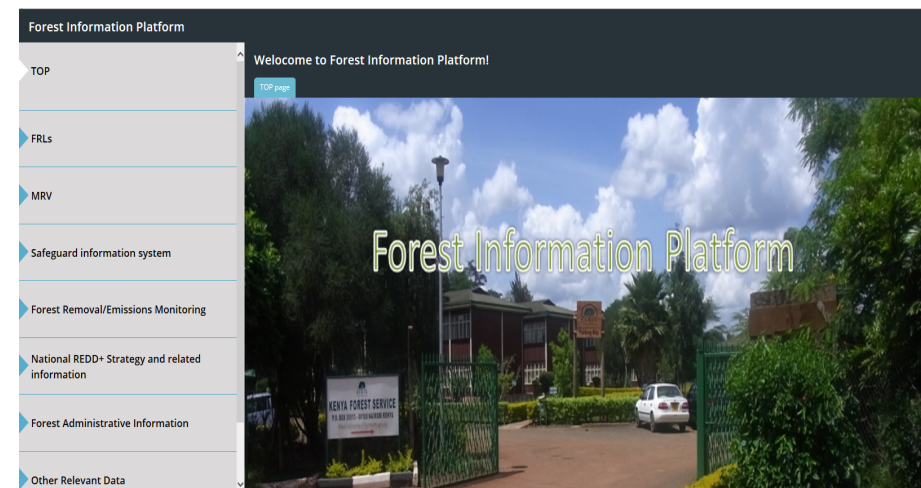 Forest Information Platform
TOP
FRLs
MRV
Safeguard information system
Forest Removal/Emissions Monitoring
National REDD+ Strategy and related
information
Forest Administrative Information
Other Relevant Data
Welocome to Forest Information Platform!
TOP page
Forest Information Platform
KENYA FOREST SERVICE